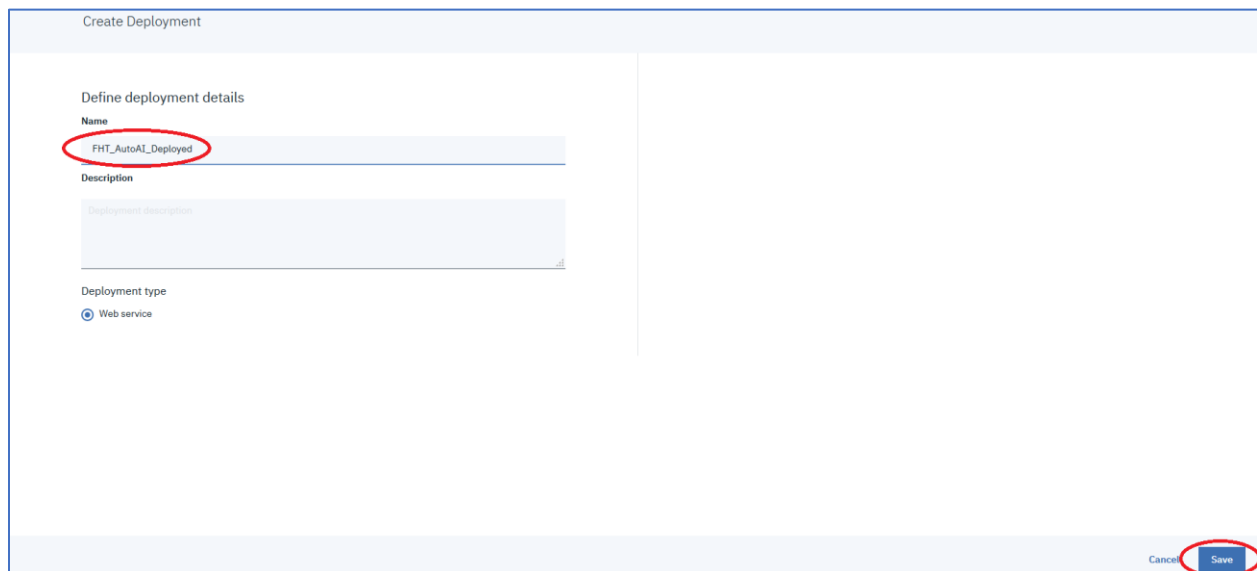 Create Deployment
Define deployment details
Name
FHT_AutoAI_Deployed
Description
Deployment description
Deployment type
Web service
Cancel
Save